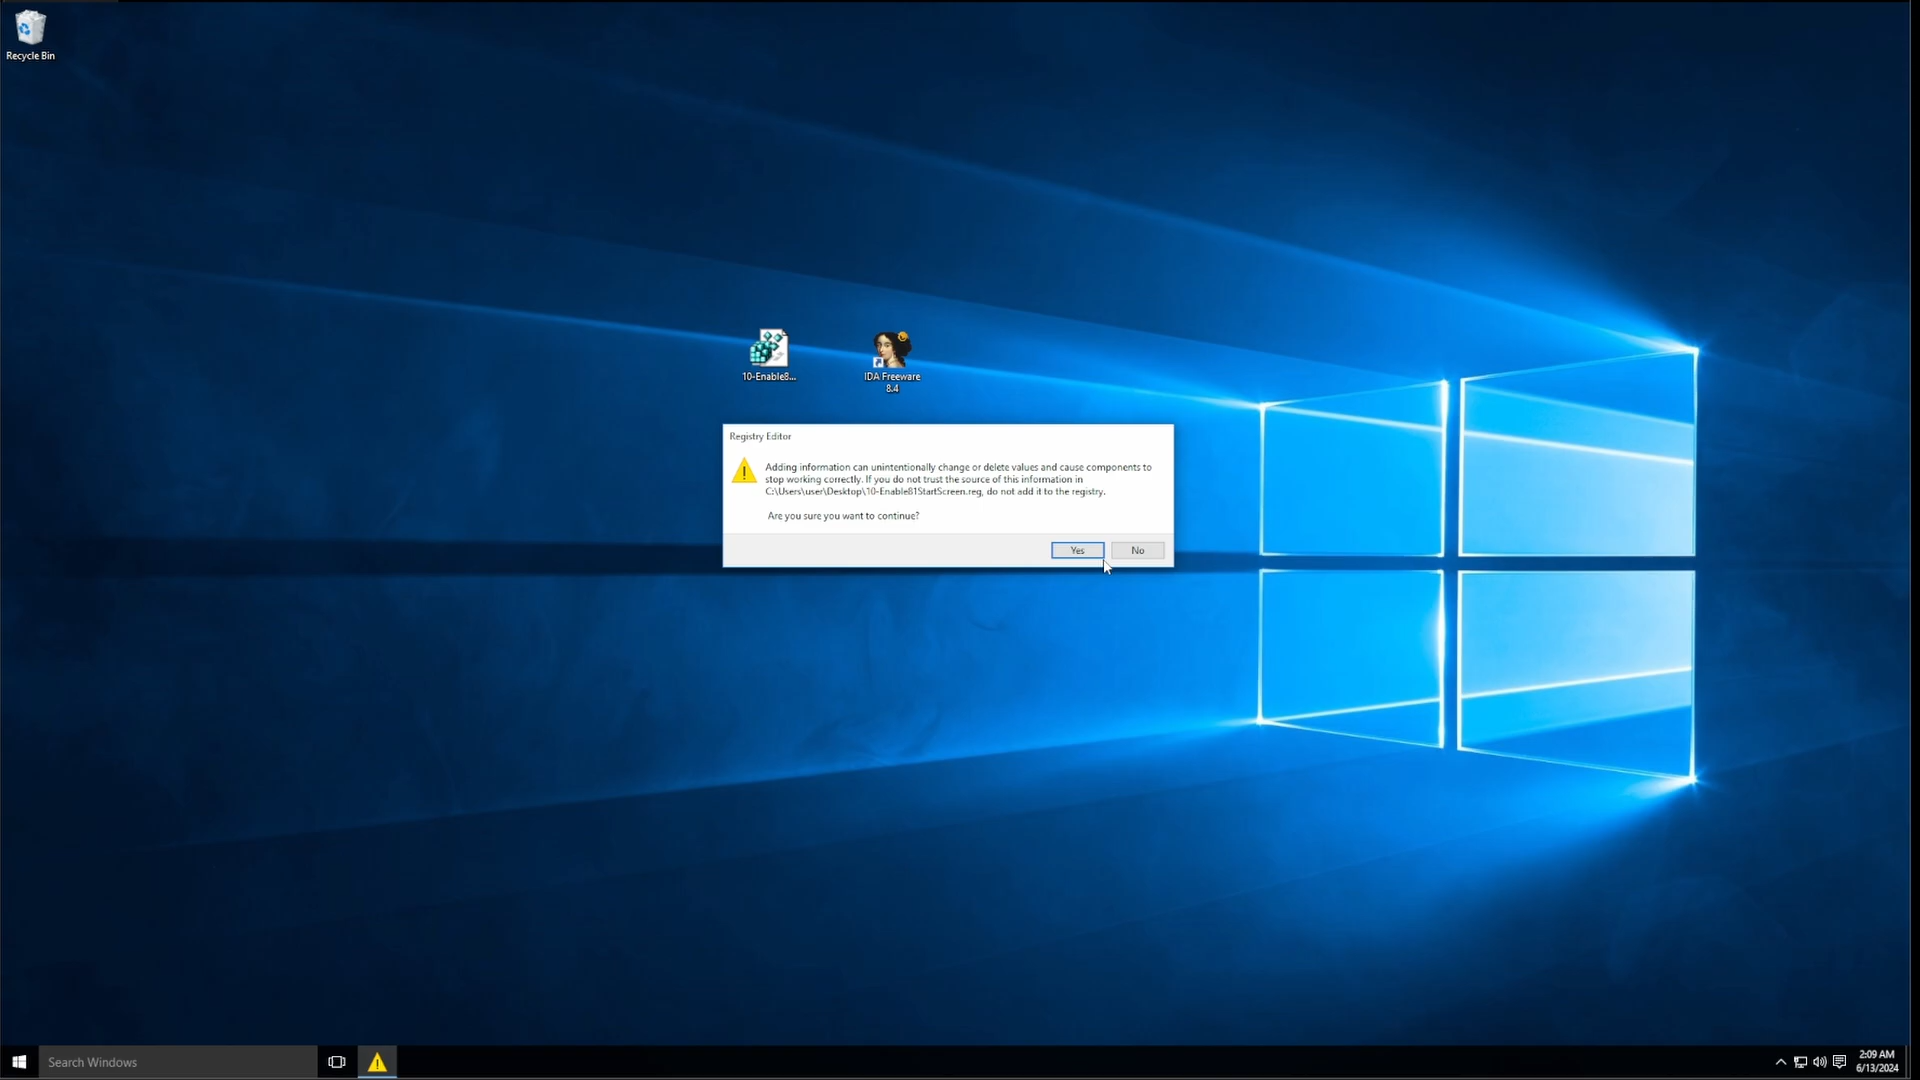 Recycle Bin
10-Enable8...
IDA Freeware
8.4
Registry Editor
Adding information can unintentionally change or delete values and cause components to
stop working correctly. If you do not trust the source of this information in
C:\Users\user\Desktop\10-Enable81StartScreen.reg, do not add it to the registry.
Are you sure you want to continue?
Yes
No
Search Windows
2:09 AM
6/13/2024